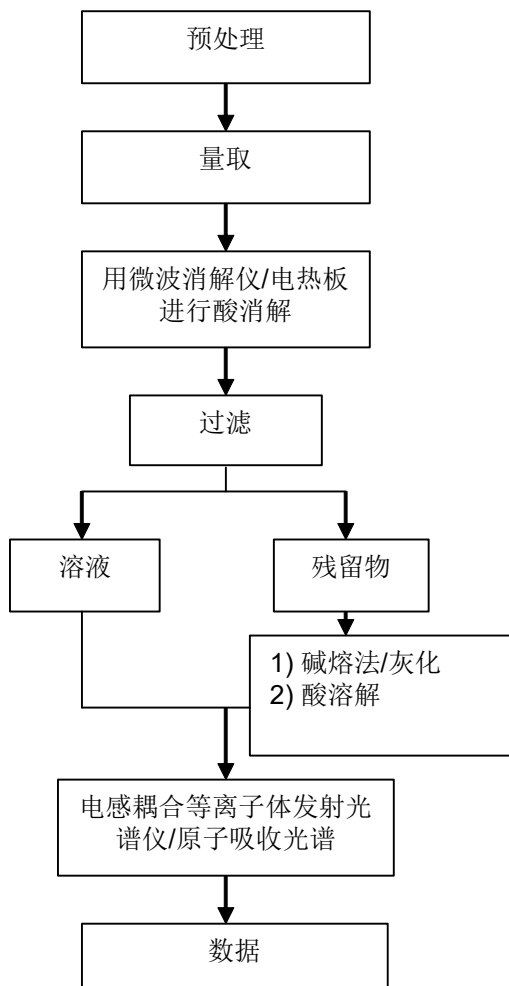 预处理
量取
用微波消解仪/电热板
进行酸消解
过滤
溶液
残留物
1) 碱熔法/灰化
2) 酸溶解
电感耦合等离子体发射光
谱仪/原子吸收光谱
数据